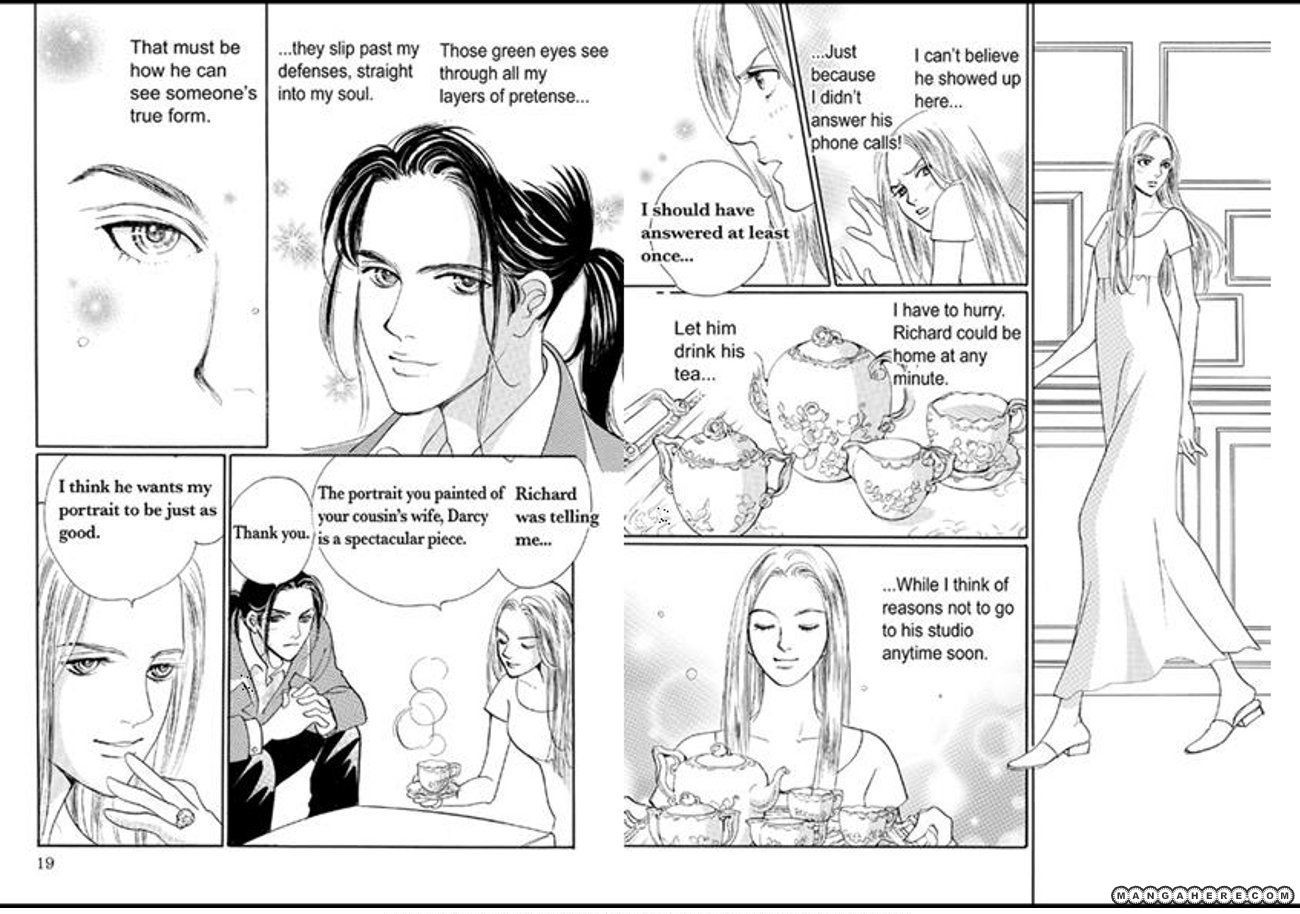 I can't believe
he showed up
here...
...Just
because
I didn't
answer his
phone calls!
I should have
answered at least
once...
I have to hurry.
Richard could be
home at any
minute.
Let him
drink his
tea...
...While I think of
reasons not to go
to his studio
anytime soon.
Those green eyes see
through all my
layers of pretense...
...they slip past my
defenses, straight
into my soul.
That must be
how he can
see someone's
true form.
Richard
was telling
me...
The portrait you painted of
your cousin's wife, Darcy
is a spectacular piece.
Thank you.
I think he wants my
portrait to be just as
good.
19
MANGAHERE.COM